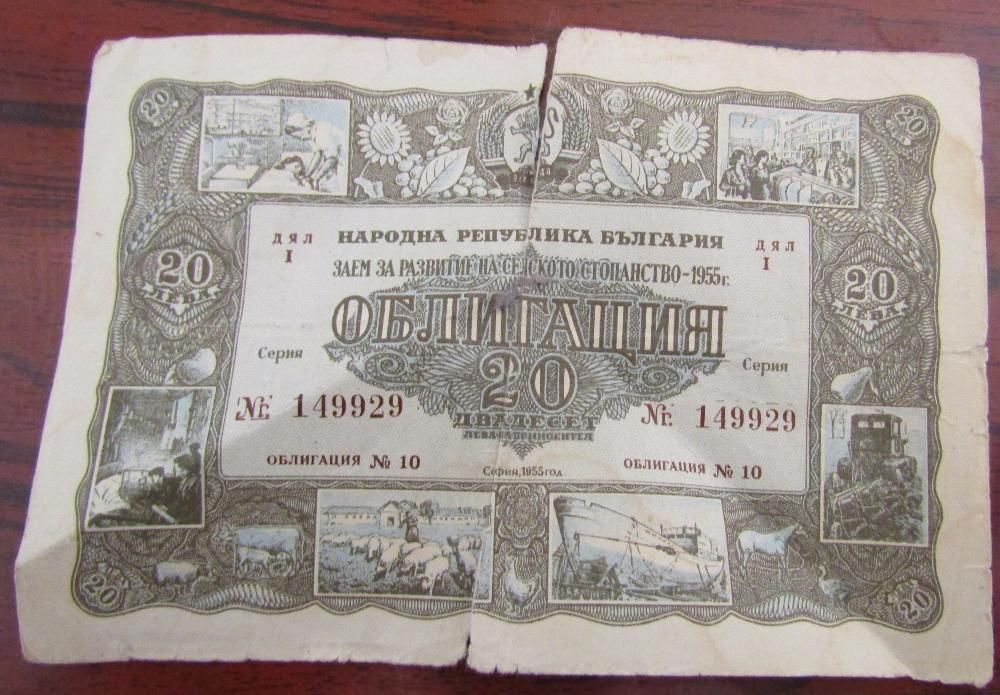 20
20
ДЯЛ
I
НАРОДНА РЕПУБЛИКА БЪЛГАРИЯ
ДЯЛ
I
ЗАЕМ ЗА РАЗВИТИЕ НА СЕЛСКОТО СТОПАНСТВО-1955г.
20
ЛЕВА
20
ЛЕВА
ОБЛИГАЦИЯ
Серия
Серия
20
№ 149929
№ 149929
ДВАДЕСЕТ
ЛЕВА ПРИНОСИТЕЛ
ОБЛИГАЦИЯ № 10
ОБЛИГАЦИЯ № 10
София, 1955 год
20
20